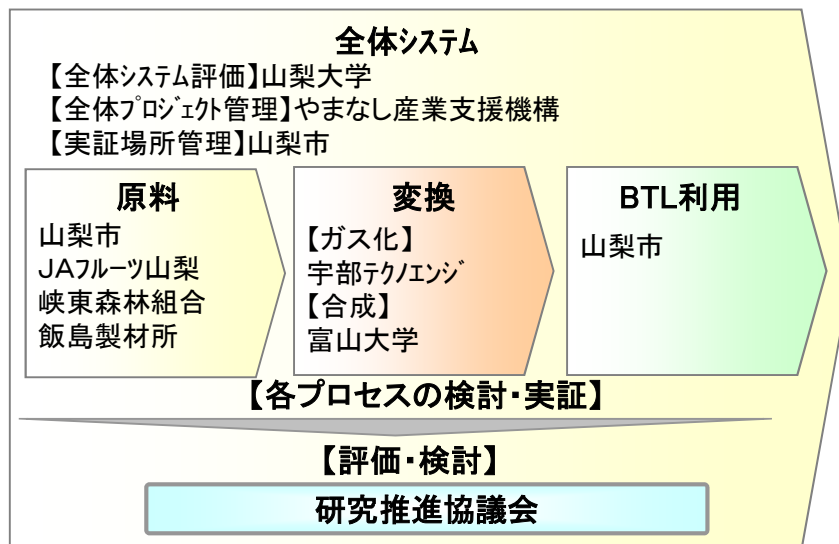 全体ｼｽﾃﾑ
【全体ｼｽﾃﾑ評価】山梨大学
【全体ﾌﾟﾛｼﾞｪｸﾄ管理】やまなし産業支援機構
【実証場所管理】山梨市
原料
山梨市
JAﾌﾙｰﾂ山梨
峡東森林組合
飯島製材所
変換
【ガス化】
宇部ﾃｸﾉｴﾝｼﾞ
【合成】
富山大学
BTL利用
山梨市
【各プロセスの検討・実証】
【評価・検討】
研究推進協議会